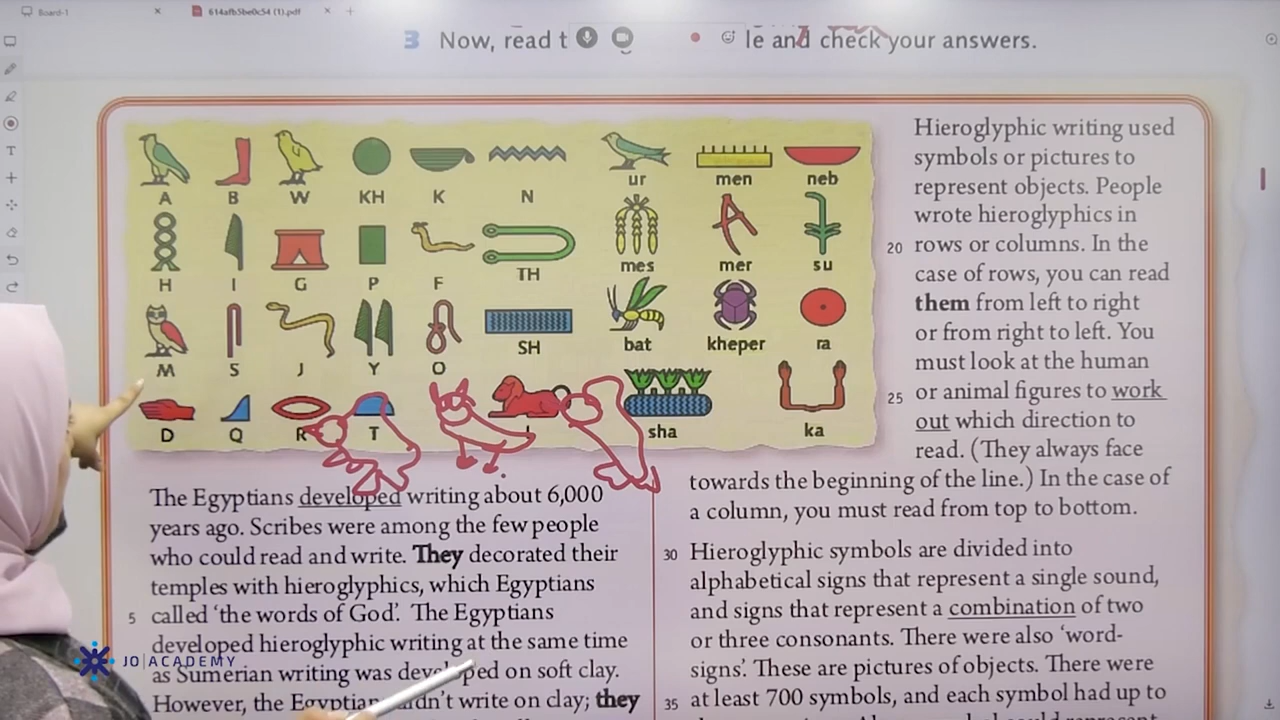 Board-1
614afb5be0c54 (1).pdf
3 Now, read t le and check your answers.
A B W KH K N ur men neb
H I G P F TH mes mer su
M S J Y O SH bat kheper ra
D Q R T sha ka
The Egyptians developed writing about 6,000
years ago. Scribes were among the few people
who could read and write. They decorated their
temples with hieroglyphics, which Egyptians
5 called ‘the words of God’. The Egyptians
developed hieroglyphic writing at the same time
as Sumerian writing was developed on soft clay.
However, the Egyptians didn't write on clay; they
Hieroglyphic writing used
symbols or pictures to
represent objects. People
wrote hieroglyphics in
20 rows or columns. In the
case of rows, you can read
them from left to right
or from right to left. You
must look at the human
25 or animal figures to work
out which direction to
read. (They always face
towards the beginning of the line.) In the case of
a column, you must read from top to bottom.
30 Hieroglyphic symbols are divided into
alphabetical signs that represent a single sound,
and signs that represent a combination of two
or three consonants. There were also ‘word-
signs’. These are pictures of objects. There were
35 at least 700 symbols, and each symbol had up to
JO ACADEMY